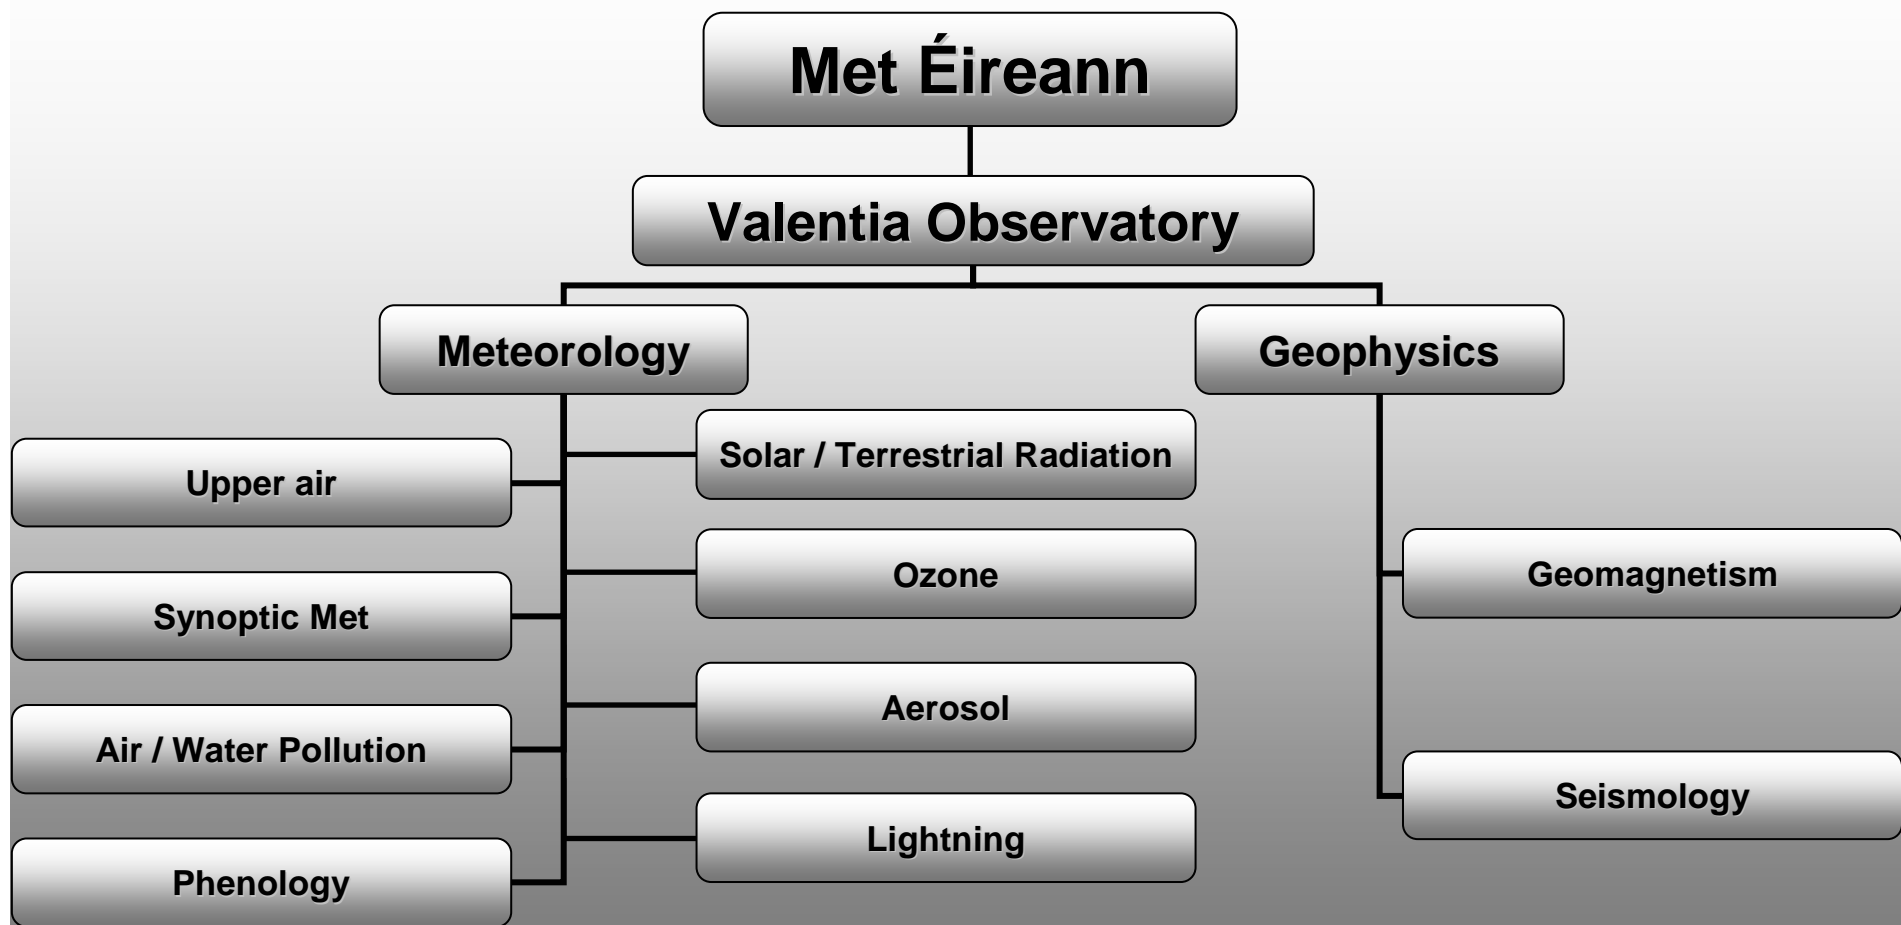 Met Éireann
Valentia Observatory
Meteorology
Geophysics
Upper air
Synoptic Met
Air / Water Pollution
Phenology
Solar / Terrestrial Radiation
Ozone
Aerosol
Lightning
Geomagnetism
Seismology